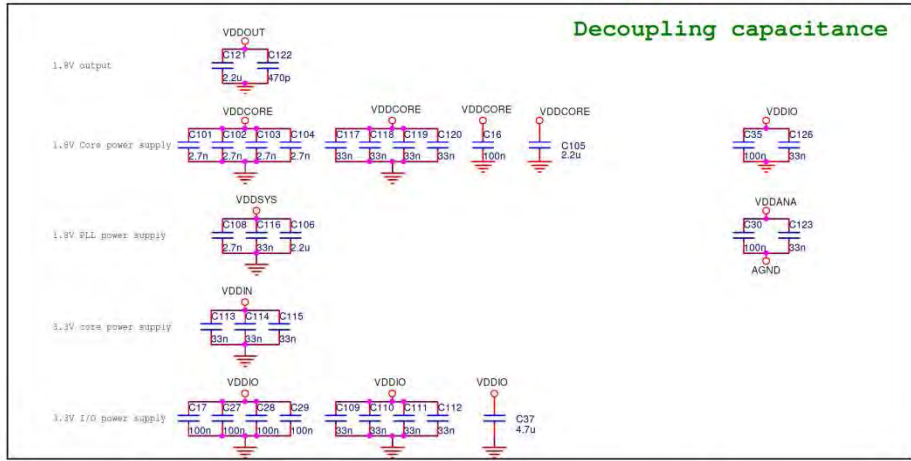 Decoupling capacitance
VDDOUT
C121 C122
1.8V output
2.2u 470p
VDDCORE VDDCORE VDDCORE VDDCORE VDDIO
C101 C102 C103 C104 C117 C118 C119 C120 C16 C35 C126
1.8V Core power supply C105
2.7n 2.7n 2.7n 2.7n 33n 33n 33n 33n 100n 2.2u 100n 33n
VDDSYS VDDANA
C108 C116 C106 C30 C123
1.8V PLL power supply
2.7n 33n 2.2u 100n 33n
AGND
VDDIN
C113 C114 C115
3.3V core power supply
33n 33n 33n
VDDIO VDDIO VDDIO
C17 C27 C28 C29 C109 C110 C111 C112
3.3V I/O power supply C37
100n 100n 100n 100n 33n 33n 33n 33n 4.7u